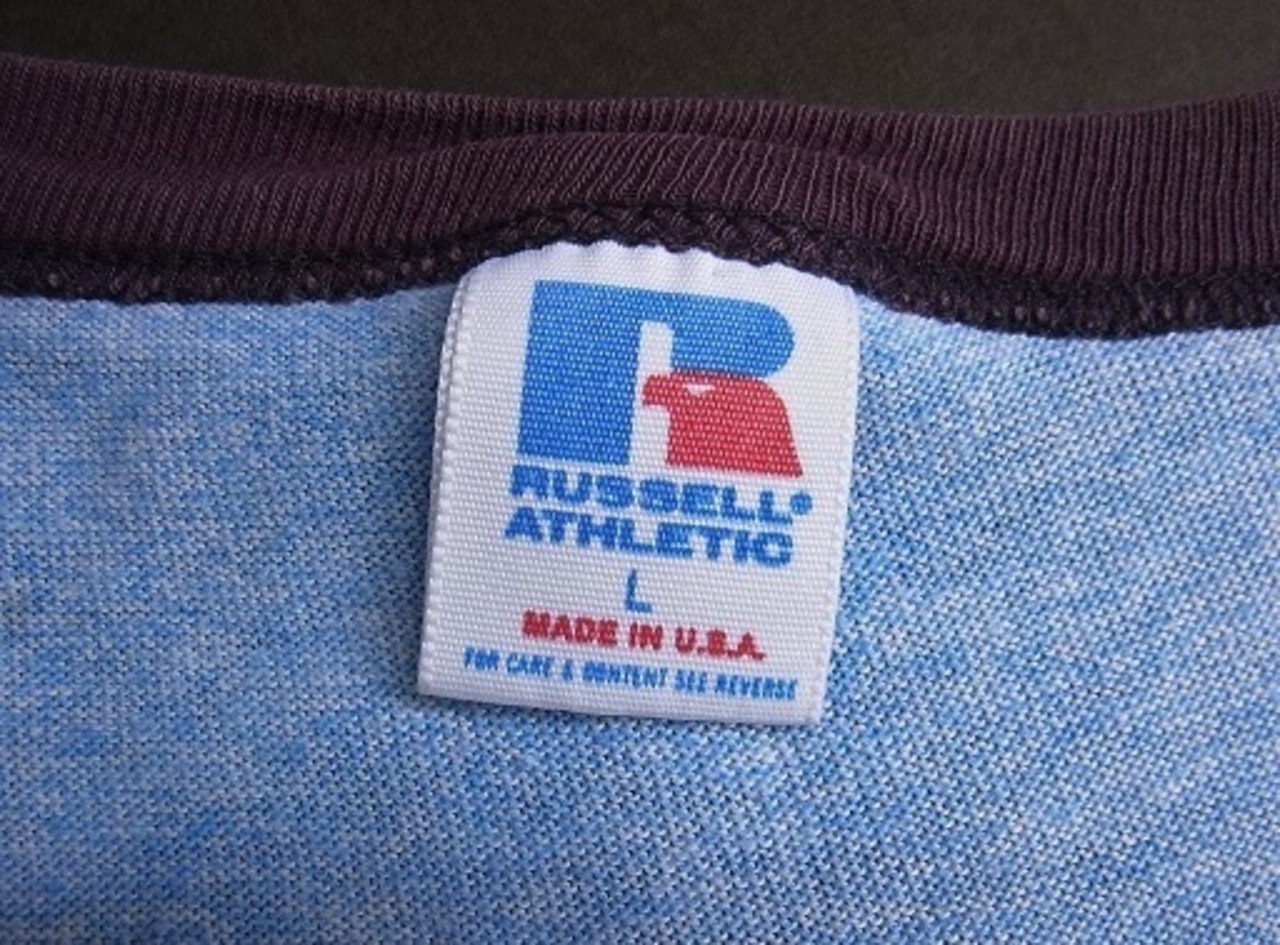 R
RUSSELL®
ATHLETIC
L
MADE IN U.S.A.
FOR CARE & CONTENT SEE REVERSE